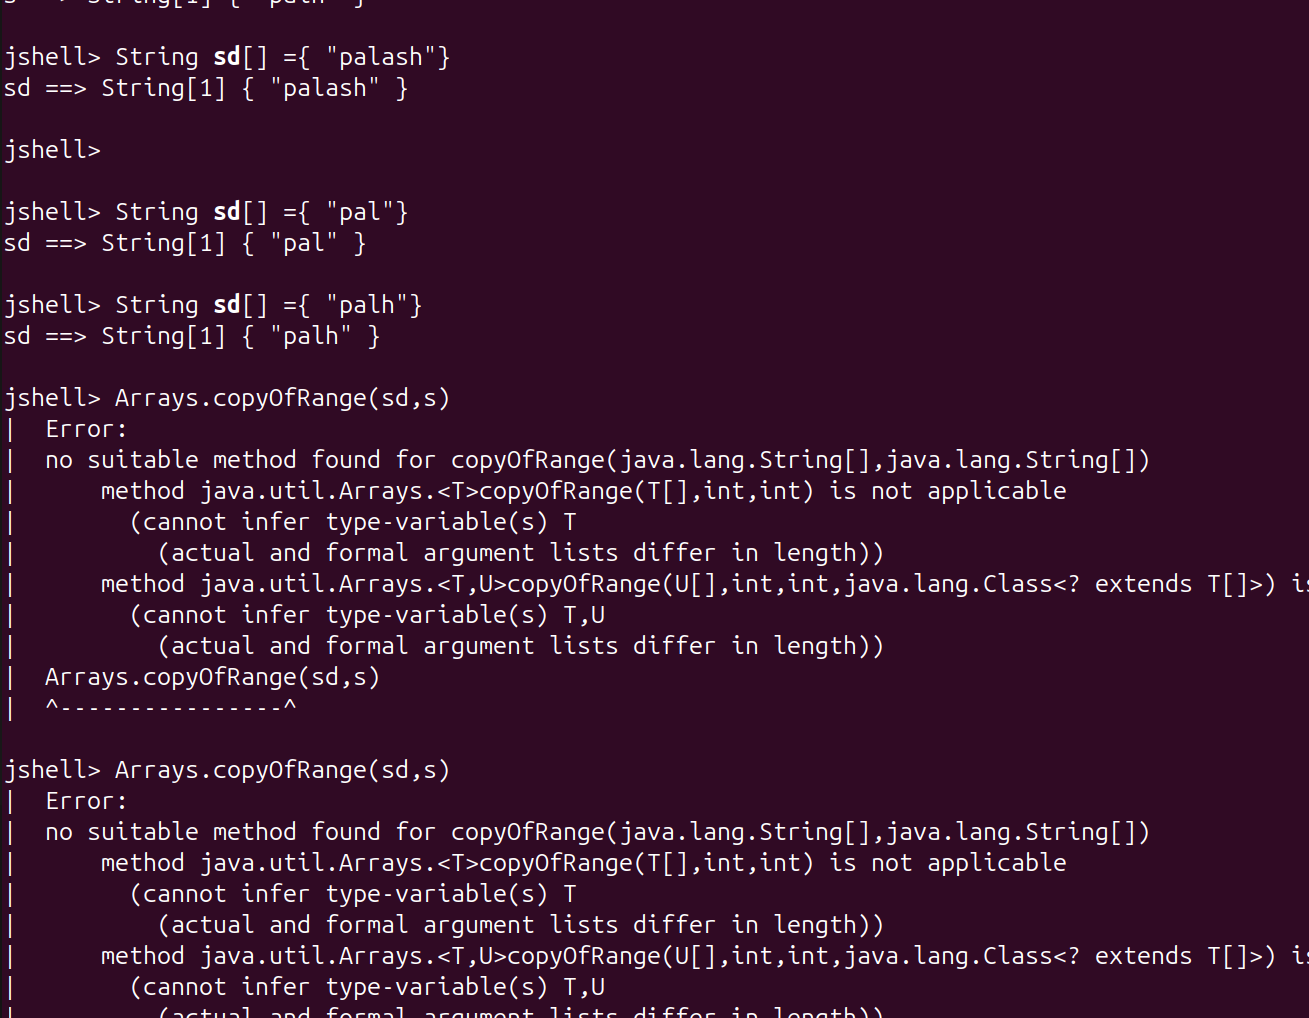 s ==> String[1] { "palh" }
jshell> String sd[] ={ "palash"}
sd ==> String[1] { "palash" }
jshell>
jshell> String sd[] ={ "pal"}
sd ==> String[1] { "pal" }
jshell> String sd[] ={ "palh"}
sd ==> String[1] { "palh" }
jshell> Arrays.copyOfRange(sd,s)
|  Error:
|  no suitable method found for copyOfRange(java.lang.String[],java.lang.String[])
|      method java.util.Arrays.<T>copyOfRange(T[],int,int) is not applicable
|        (cannot infer type-variable(s) T
|          (actual and formal argument lists differ in length))
|      method java.util.Arrays.<T,U>copyOfRange(U[],int,int,java.lang.Class<? extends T[]>) is
|        (cannot infer type-variable(s) T,U
|          (actual and formal argument lists differ in length))
|  Arrays.copyOfRange(sd,s)
|  ^----------------^
jshell> Arrays.copyOfRange(sd,s)
|  Error:
|  no suitable method found for copyOfRange(java.lang.String[],java.lang.String[])
|      method java.util.Arrays.<T>copyOfRange(T[],int,int) is not applicable
|        (cannot infer type-variable(s) T
|          (actual and formal argument lists differ in length))
|      method java.util.Arrays.<T,U>copyOfRange(U[],int,int,java.lang.Class<? extends T[]>) is
|        (cannot infer type-variable(s) T,U
|          (actual and formal argument lists differ in length))